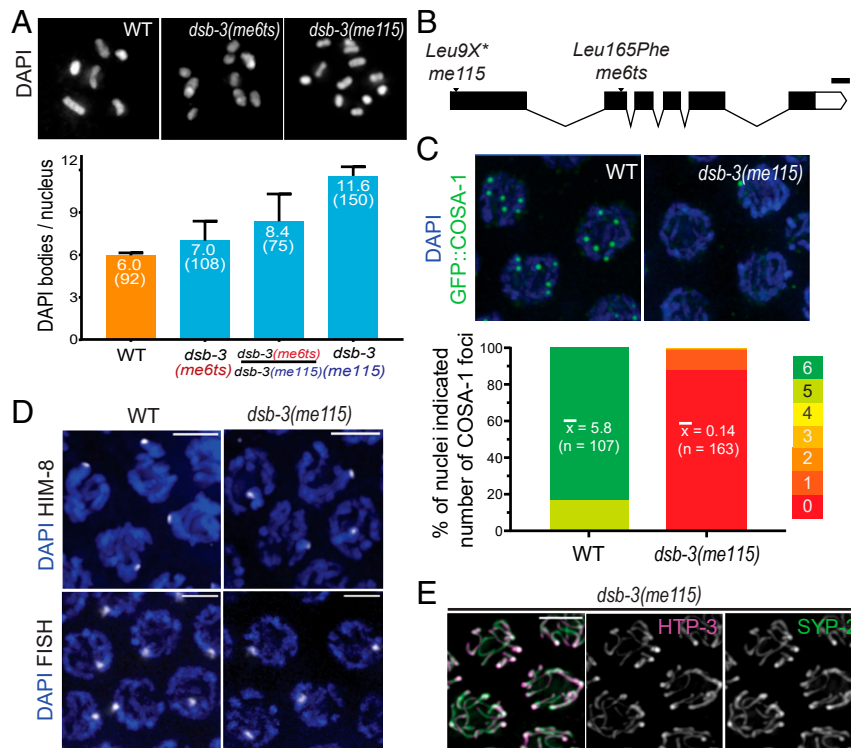 A
WT
dsb-3(me6ts)
dsb-3(me115)
DAPI
DAPI bodies / nucleus
12
9
6
3
0
6.0
(92)
7.0
(108)
8.4
(75)
11.6
(150)
WT
dsb-3
(me6ts)
dsb-3(me6ts)
dsb-3(me115)
dsb-3
(me115)
B
Leu9X*
me115
Leu165Phe
me6ts
C
WT
dsb-3(me115)
DAPI
GFP::COSA-1
% of nuclei indicated
number of COSA-1 foci
100
80
60
40
20
0
x = 5.8
(n = 107)
x = 0.14
(n = 163)
WT
dsb-3(me115)
6
5
4
3
2
1
0
D
WT
dsb-3(me115)
DAPI HIM-8
DAPI FISH
E
dsb-3(me115)
HTP-3
SYP-2